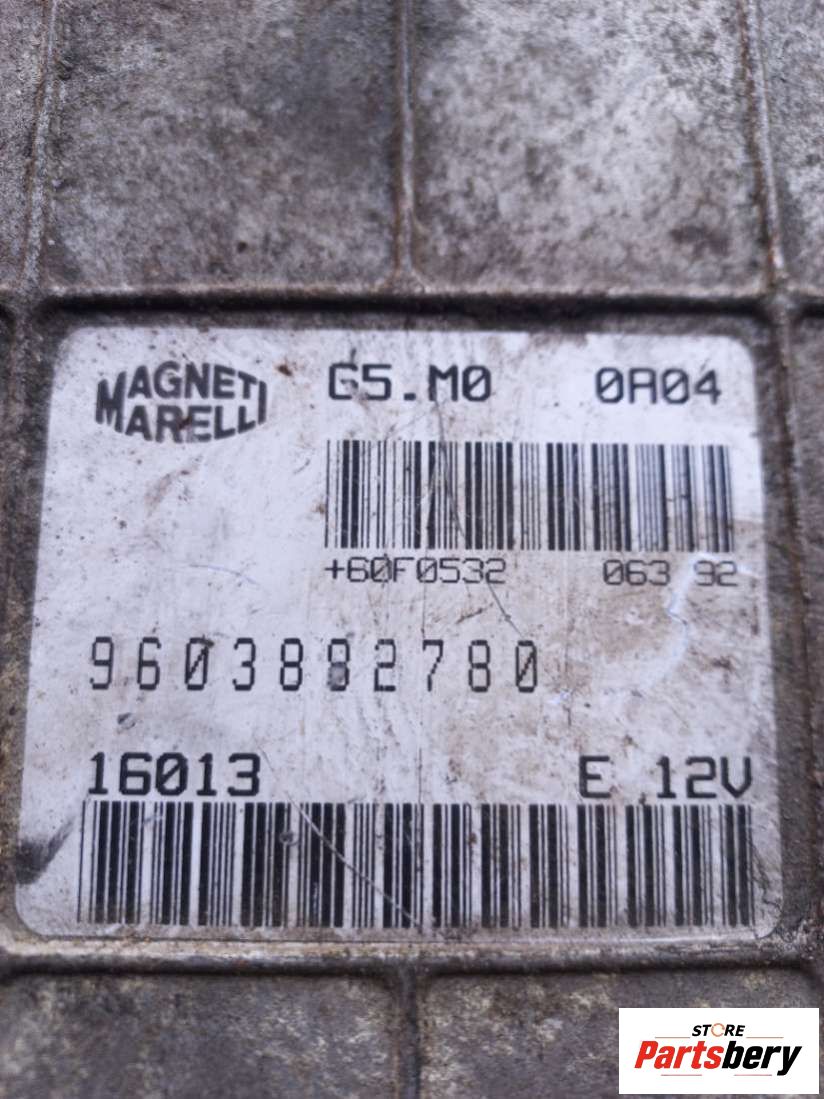 MAGNETI
MARELLI
G5.M0 0A04
+60F0532 063 92
9603882780
16013 E 12V
STORE
Partsbery